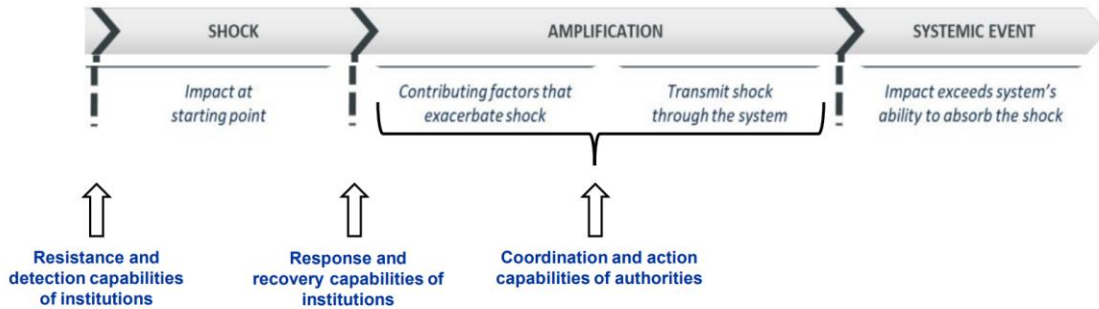 SHOCK
AMPLIFICATION
SYSTEMIC EVENT
Impact at
starting point
Contributing factors that
exacerbate shock
Transmit shock
through the system
Impact exceeds system's
ability to absorb the shock
Resistance and
detection capabilities
of institutions
Response and
recovery capabilities of
institutions
Coordination and action
capabilities of authorities